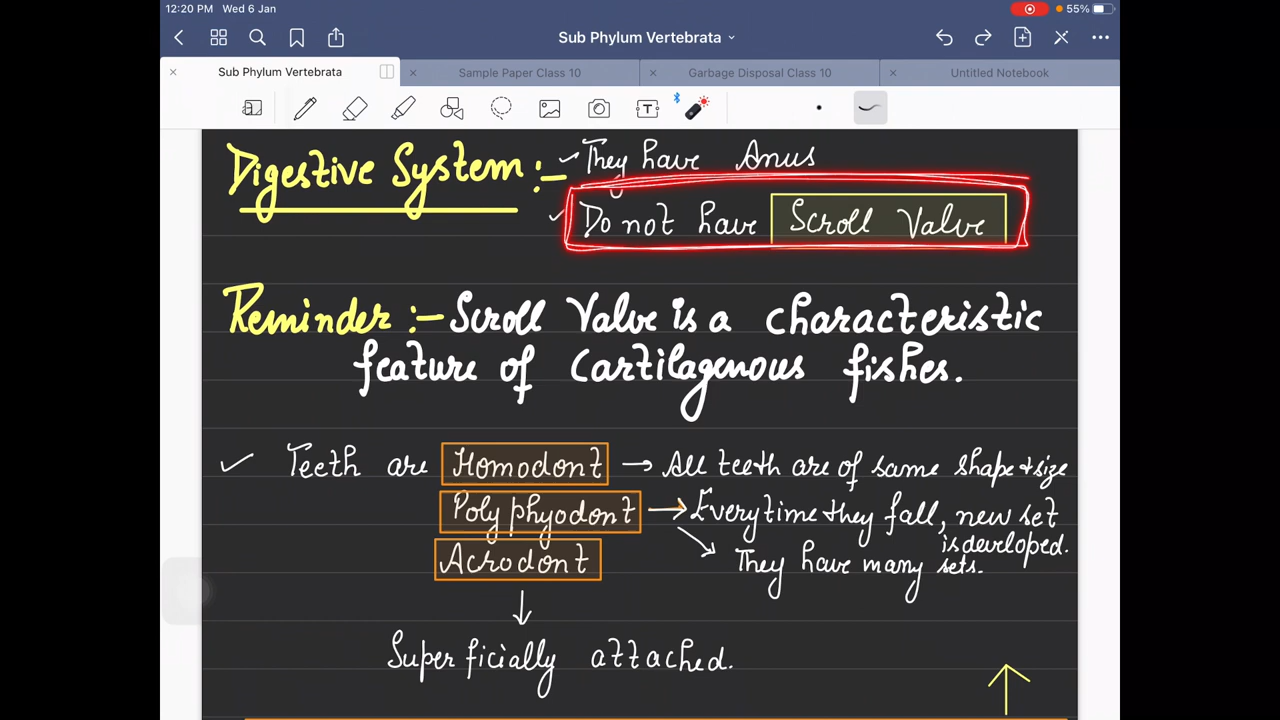 12:20 PM Wed 6 Jan
55%
Sub Phylum Vertebrata
Sub Phylum Vertebrata
Sample Paper Class 10
Garbage Disposal Class 10
Untitled Notebook
Digestive System :- They have Anus
Do not have Scroll Valve
Reminder :- Scroll Valve is a characteristic
feature of Cartilagenous fishes.
Teeth are Homodont → All teeth are of same shape & size
Polyphyodont → Everytime they fall, new set
is developed.
They have many sets.
Acrodont
Superficially attached.